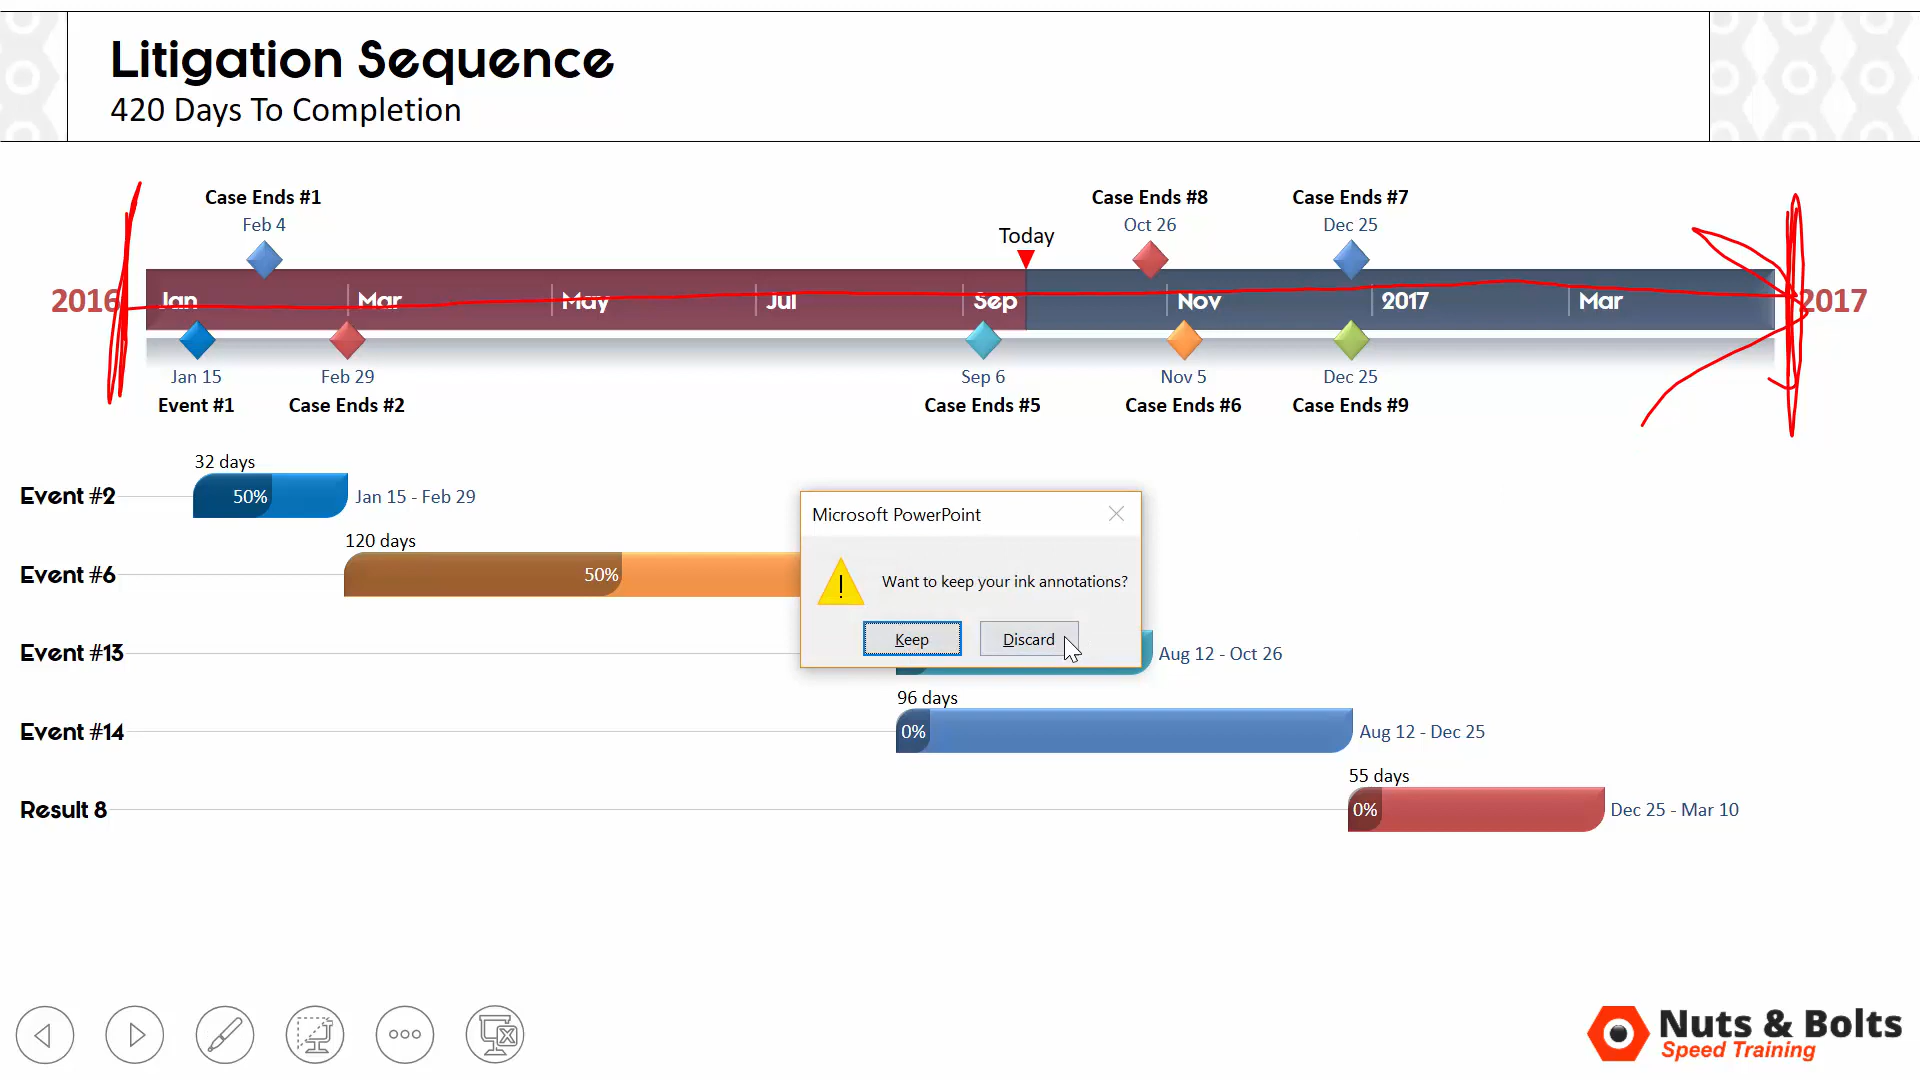 Litigation Sequence
420 Days To Completion
Case Ends #1
Feb 4
Case Ends #8
Oct 26
Case Ends #7
Dec 25
Today
2016 Jan Mar May Jul Sep Nov 2017 Mar 2017
Jan 15
Event #1
Feb 29
Case Ends #2
Sep 6
Case Ends #5
Nov 5
Case Ends #6
Dec 25
Case Ends #9
32 days
Event #2 50% Jan 15 - Feb 29
120 days
Event #6 50%
Event #13 Aug 12 - Oct 26
96 days
Event #14 0% Aug 12 - Dec 25
55 days
Result 8 0% Dec 25 - Mar 10
Microsoft PowerPoint
Want to keep your ink annotations?
Keep Discard
Nuts & Bolts
Speed Training